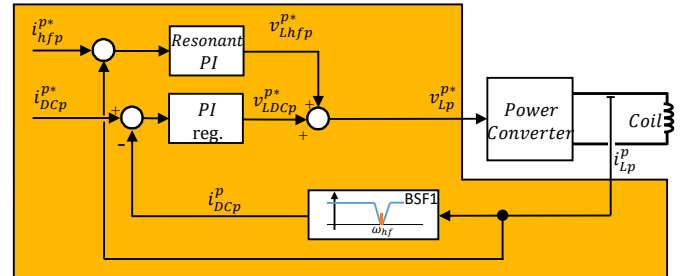 i_{hfp}^{p*}
Resonant
PI
v_{Lhfp}^{p*}
i_{DCp}^{p*}
+
-
PI
reg.
v_{LDCp}^{p*}
+
+
v_{Lp}^{p*}
Power
Converter
Coil
i_{Lp}^{p}
i_{DCp}^{p}
BSF1
ω_{hf}